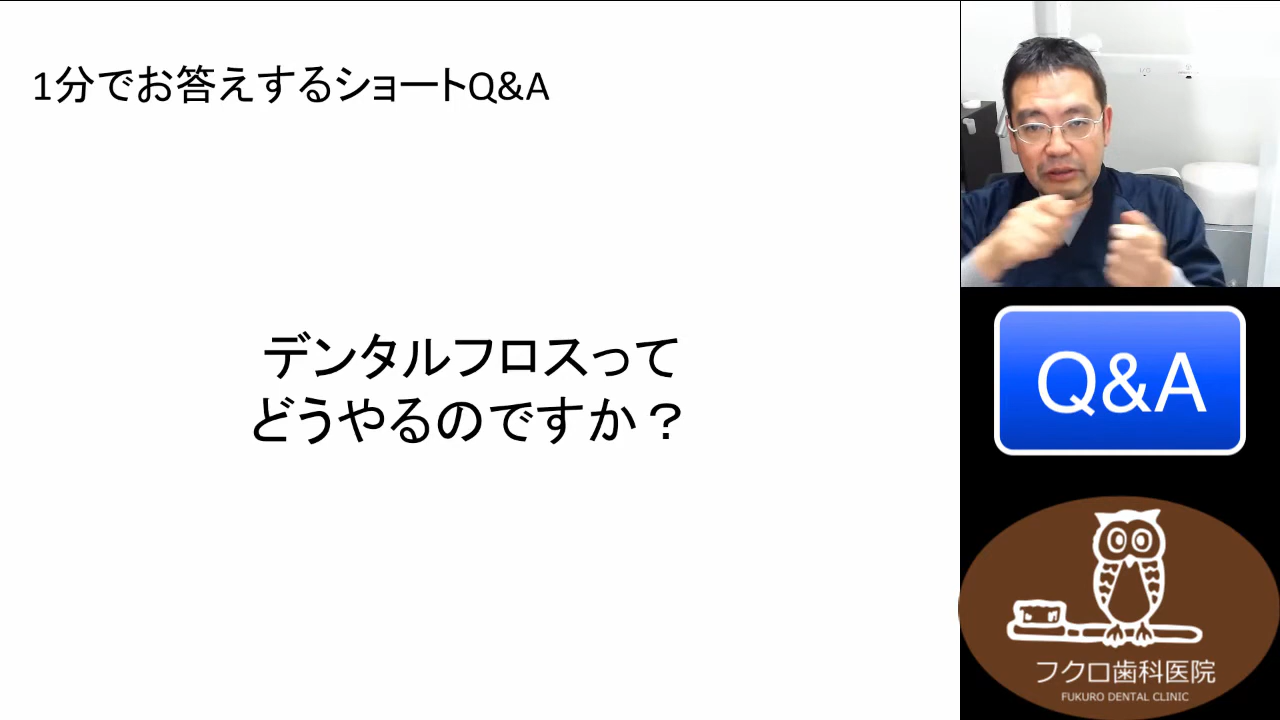 1分でお答えするショートQ&A
デンタルフロスって
どうやるのですか？
Q&A
フクロ歯科医院
FUKURO DENTAL CLINIC